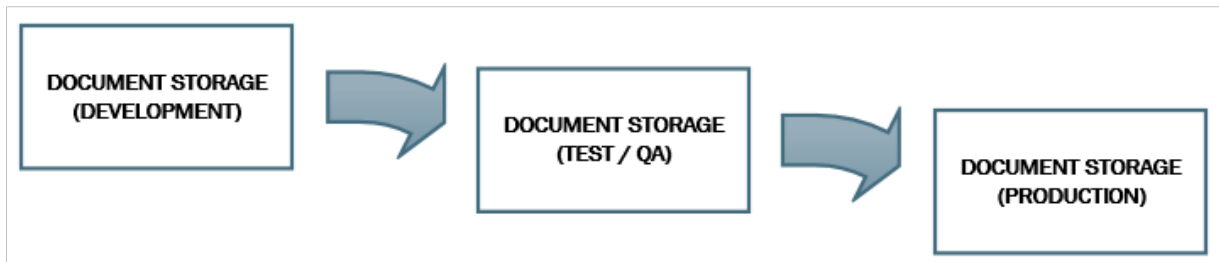 DOCUMENT STORAGE
(DEVELOPMENT)
DOCUMENT STORAGE
(TEST / QA)
DOCUMENT STORAGE
(PRODUCTION)